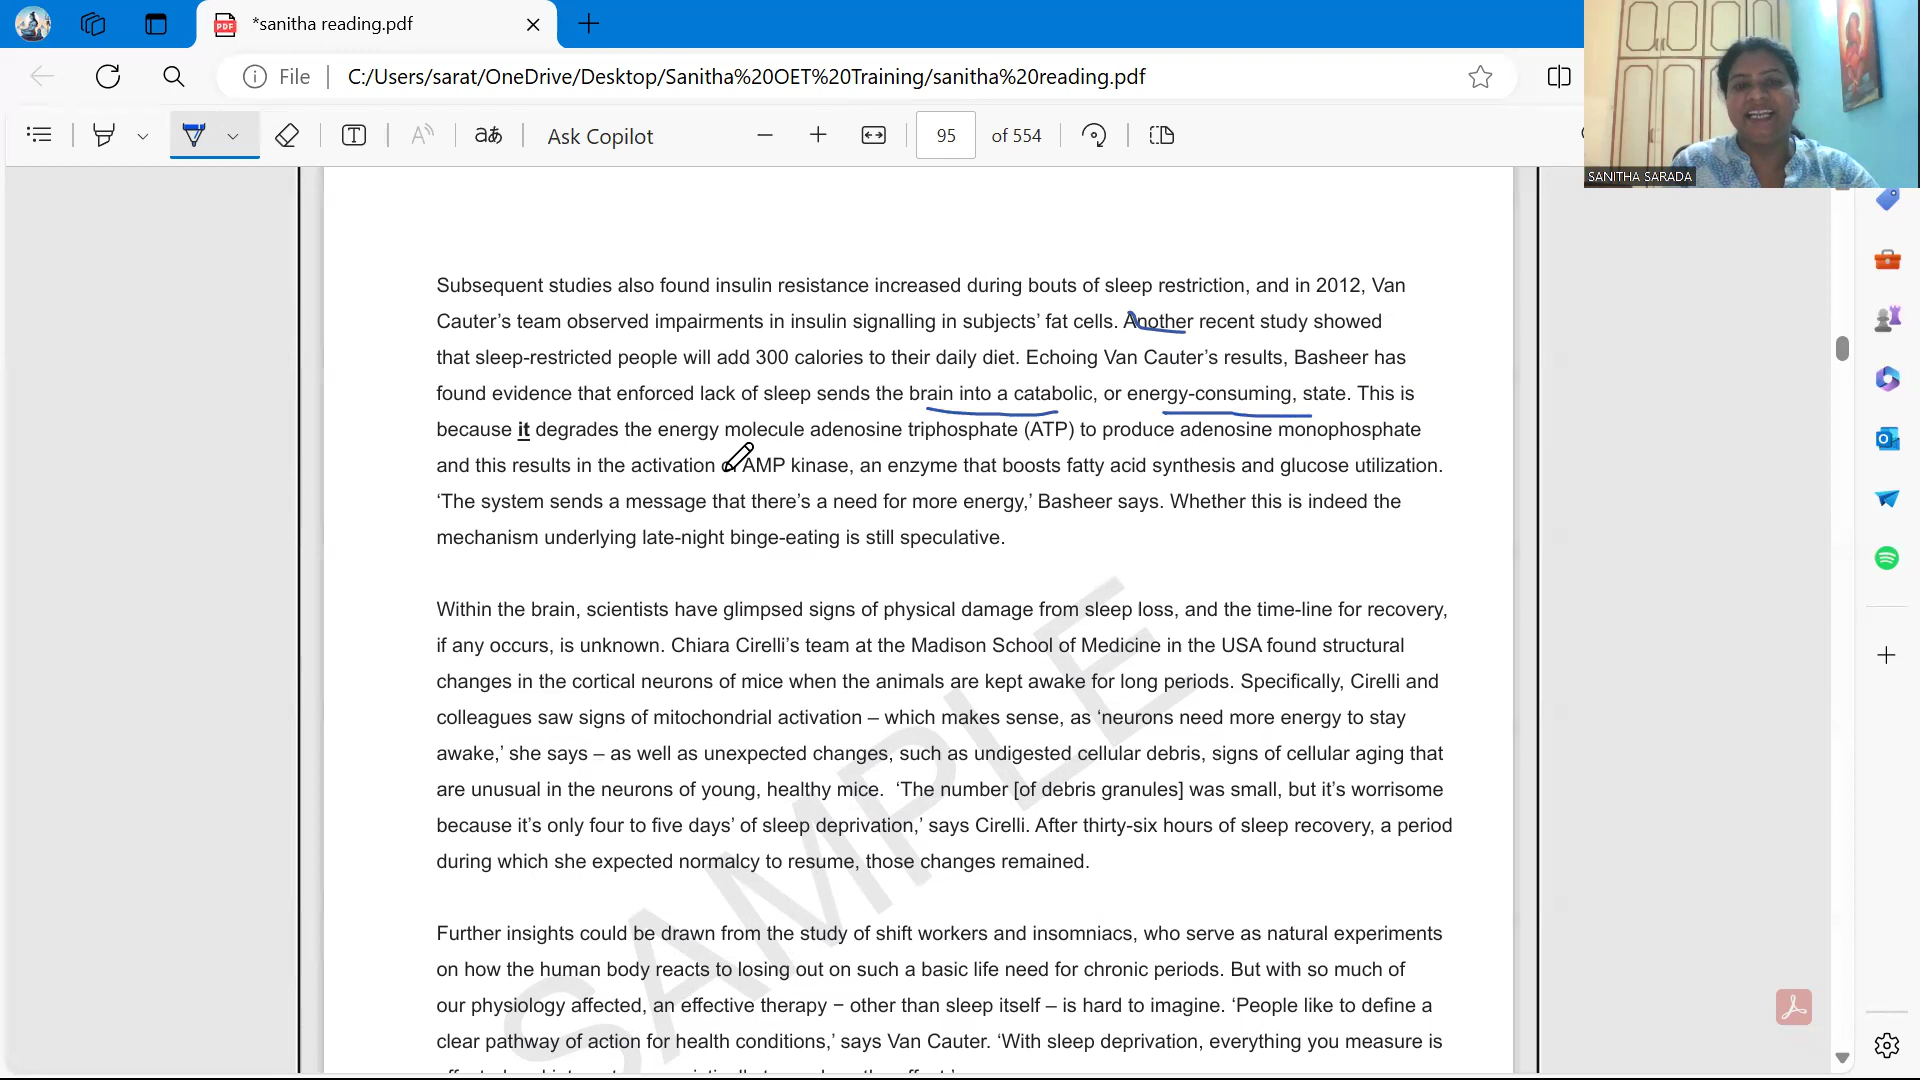 *sanitha reading.pdf
File
C:/Users/sarat/OneDrive/Desktop/Sanitha%20OET%20Training/sanitha%20reading.pdf
SANITHA SARADA
aあ
Ask Copilot
95 of 554
Subsequent studies also found insulin resistance increased during bouts of sleep restriction, and in 2012, Van
Cauter’s team observed impairments in insulin signalling in subjects’ fat cells. Another recent study showed
that sleep-restricted people will add 300 calories to their daily diet. Echoing Van Cauter’s results, Basheer has
found evidence that enforced lack of sleep sends the brain into a catabolic, or energy-consuming, state. This is
because it degrades the energy molecule adenosine triphosphate (ATP) to produce adenosine monophosphate
and this results in the activation AMP kinase, an enzyme that boosts fatty acid synthesis and glucose utilization.
‘The system sends a message that there’s a need for more energy,’ Basheer says. Whether this is indeed the
mechanism underlying late-night binge-eating is still speculative.
Within the brain, scientists have glimpsed signs of physical damage from sleep loss, and the time-line for recovery,
if any occurs, is unknown. Chiara Cirelli’s team at the Madison School of Medicine in the USA found structural
changes in the cortical neurons of mice when the animals are kept awake for long periods. Specifically, Cirelli and
colleagues saw signs of mitochondrial activation – which makes sense, as ‘neurons need more energy to stay
awake,’ she says – as well as unexpected changes, such as undigested cellular debris, signs of cellular aging that
are unusual in the neurons of young, healthy mice. ‘The number [of debris granules] was small, but it’s worrisome
because it’s only four to five days’ of sleep deprivation,’ says Cirelli. After thirty-six hours of sleep recovery, a period
during which she expected normalcy to resume, those changes remained.
Further insights could be drawn from the study of shift workers and insomniacs, who serve as natural experiments
on how the human body reacts to losing out on such a basic life need for chronic periods. But with so much of
our physiology affected, an effective therapy − other than sleep itself – is hard to imagine. ‘People like to define a
clear pathway of action for health conditions,’ says Van Cauter. ‘With sleep deprivation, everything you measure is
SAMPLE